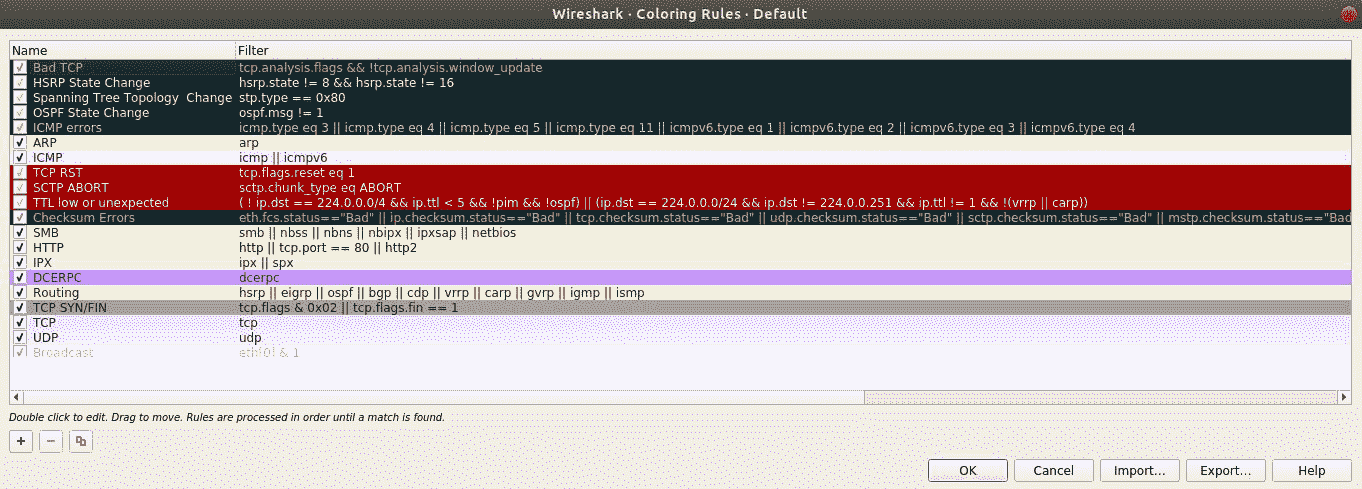 Wireshark · Coloring Rules · Default
Name Filter
Bad TCP tcp.analysis.flags && !tcp.analysis.window_update
HSRP State Change hsrp.state != 8 && hsrp.state != 16
Spanning Tree Topology  Change stp.type == 0x80
OSPF State Change ospf.msg != 1
ICMP errors icmp.type eq 3 || icmp.type eq 4 || icmp.type eq 5 || icmp.type eq 11 || icmpv6.type eq 1 || icmpv6.type eq 2 || icmpv6.type eq 3 || icmpv6.type eq 4
ARP arp
ICMP icmp || icmpv6
TCP RST tcp.flags.reset eq 1
SCTP ABORT sctp.chunk_type eq ABORT
TTL low or unexpected ( ! ip.dst == 224.0.0.0/4 && ip.ttl < 5 && !pim && !ospf) || (ip.dst == 224.0.0.0/24 && ip.dst != 224.0.0.251 && ip.ttl != 1 && !(vrrp || carp))
Checksum Errors eth.fcs.status=="Bad" || ip.checksum.status=="Bad" || tcp.checksum.status=="Bad" || udp.checksum.status=="Bad" || sctp.checksum.status=="Bad" || mstp.checksum.status=="Bad
SMB smb || nbss || nbns || nbipx || ipxsap || netbios
HTTP http || tcp.port == 80 || http2
IPX ipx || spx
DCERPC dcerpc
Routing hsrp || eigrp || ospf || bgp || cdp || vrrp || carp || gvrp || igmp || ismp
TCP SYN/FIN tcp.flags & 0x02 || tcp.flags.fin == 1
TCP tcp
UDP udp
Broadcast eth[0] & 1
Double click to edit. Drag to move. Rules are processed in order until a match is found.
OK Cancel Import... Export... Help